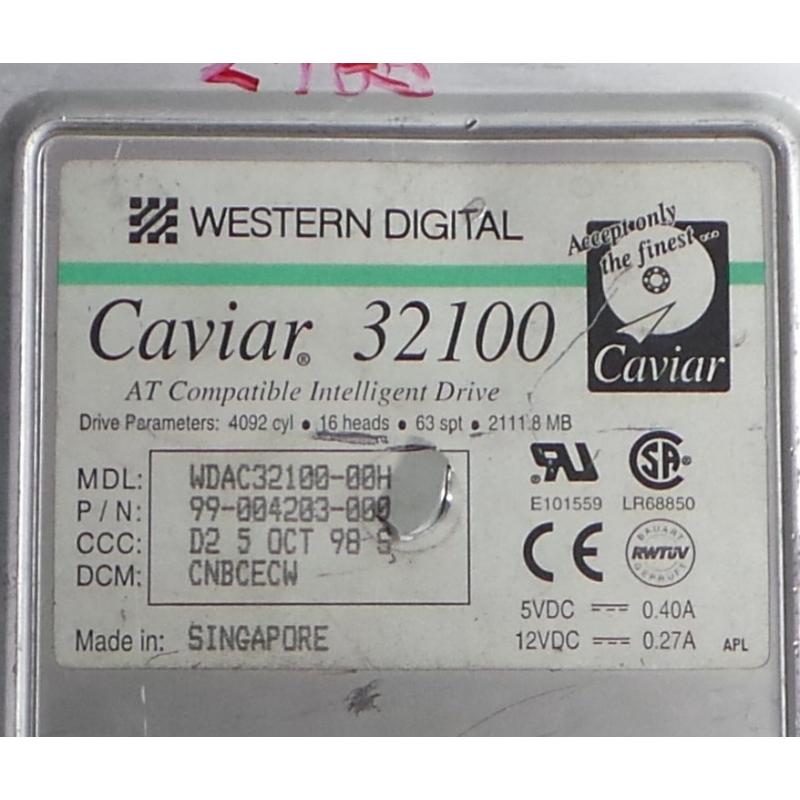 WESTERN DIGITAL
Accept only
the finest...
Caviar
Caviar® 32100
AT Compatible Intelligent Drive
Drive Parameters: 4092 cyl • 16 heads • 63 spt • 2111.8 MB
MDL: WDAC32100-00H
P/N: 99-004203-000
CCC: D2 5 OCT 98 S
DCM: CNBCECW
Made in: SINGAPORE
E101559 LR68850
BAUART
RWTÜV
GEPRÜFT
5VDC 0.40A
12VDC 0.27A
APL